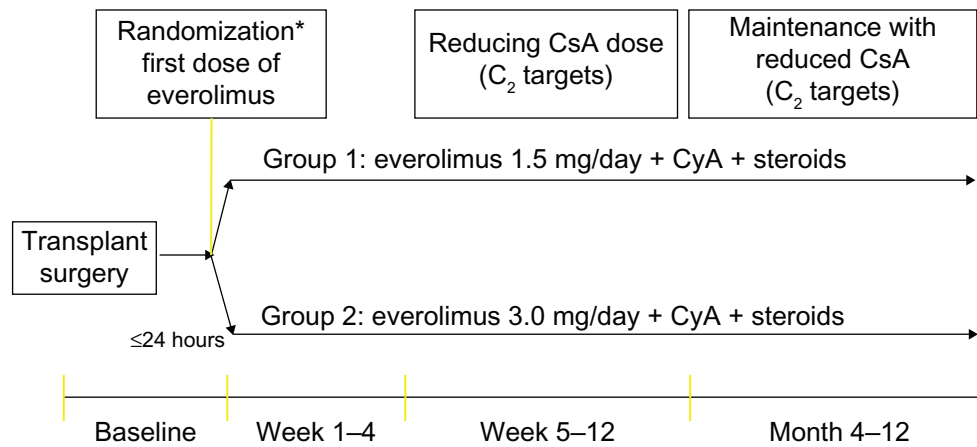 Randomization*
first dose of
everolimus
Reducing CsA dose
(C₂ targets)
Maintenance with
reduced CsA
(C₂ targets)
Group 1: everolimus 1.5 mg/day + CyA + steroids
Transplant
surgery
Group 2: everolimus 3.0 mg/day + CyA + steroids
≤24 hours
Baseline
Week 1–4
Week 5–12
Month 4–12